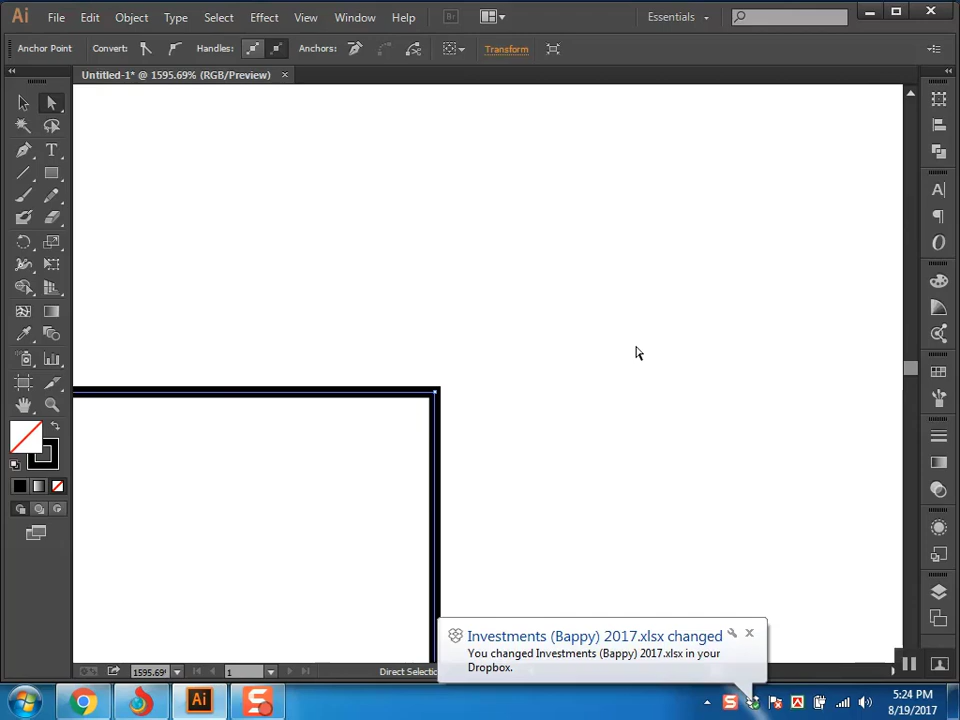 Ai File Edit Object Type Select Effect View Window Help Br Essentials
Anchor Point Convert: Handles: Anchors: Transform
Untitled-1* @ 1595.69% (RGB/Preview)
Investments (Bappy) 2017.xlsx changed
You changed Investments (Bappy) 2017.xlsx in your
Dropbox.
1595.69% 1 Direct Selectio
Ai 5:24 PM
8/19/2017